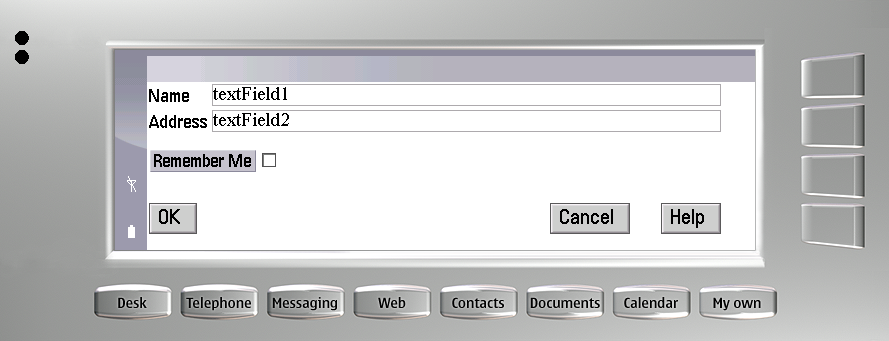 Name textField1
Address textField2
Remember Me
OK Cancel Help
Desk Telephone Messaging Web Contacts Documents Calendar My own